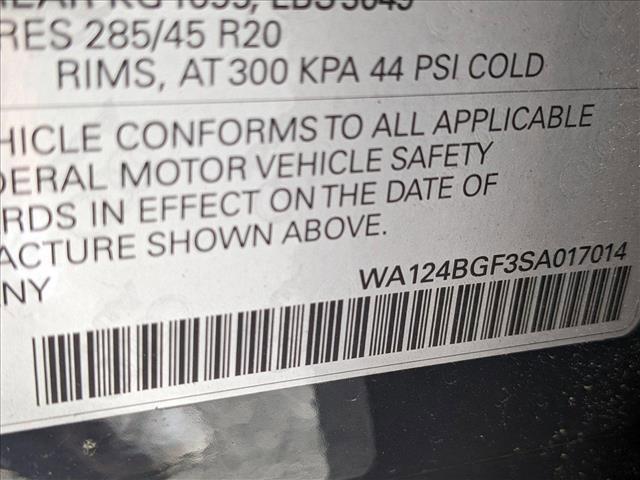 RES 285/45 R20
RIMS, AT 300 KPA 44 PSI COLD
HICLE CONFORMS TO ALL APPLICABLE
DERAL MOTOR VEHICLE SAFETY
RDS IN EFFECT ON THE DATE OF
ACTURE SHOWN ABOVE.
NY
WA124BGF3SA017014